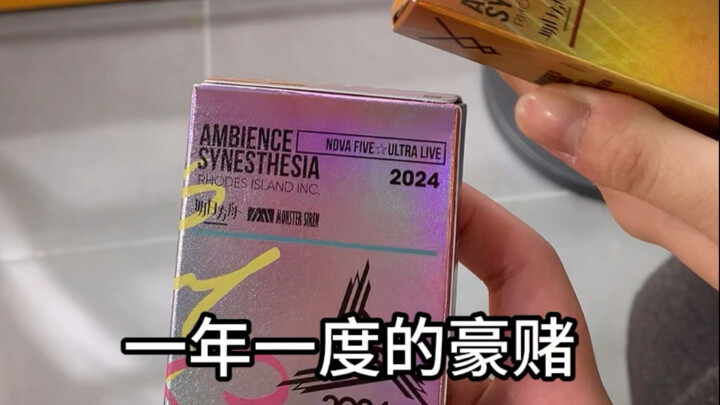 AMBIENCE
SYNESTHESIA
NOVA FIVE☆ULTRA LIVE
2024
RHODES ISLAND INC.
明日方舟
MONSTER SIREN
一年一度的豪赌
2024